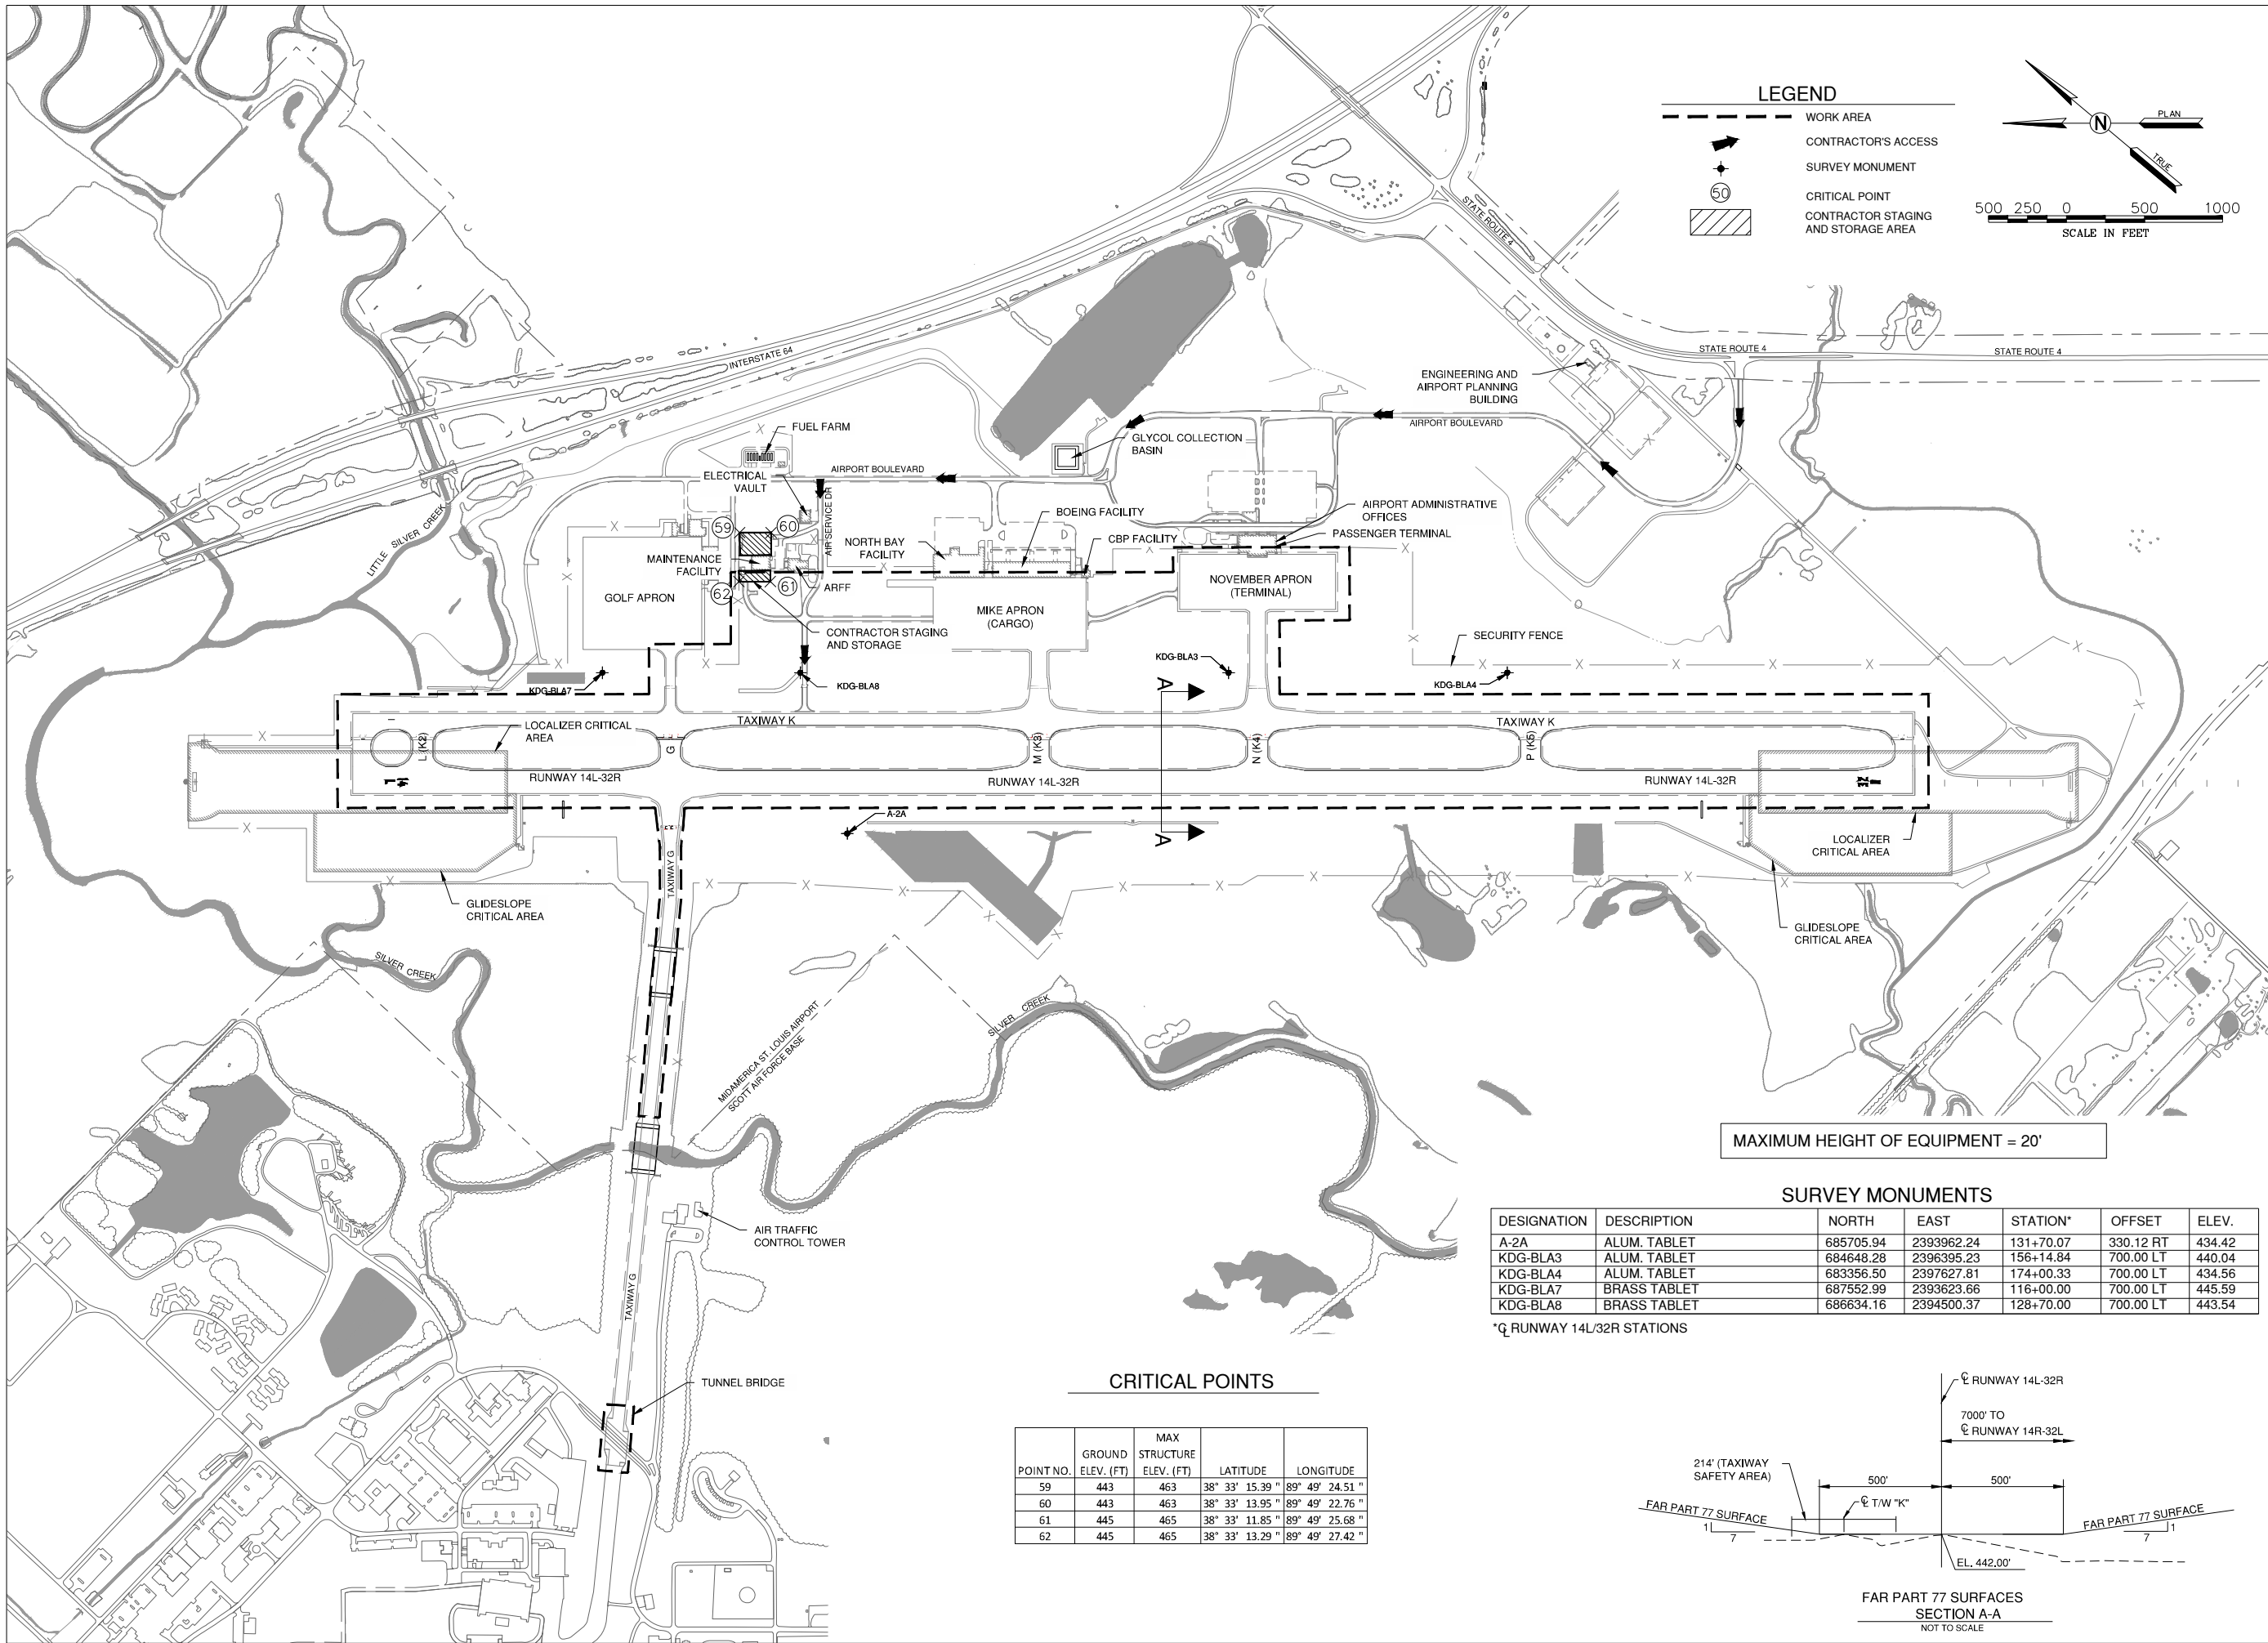 LEGEND
WORK AREA
CONTRACTOR'S ACCESS
SURVEY MONUMENT
50
CRITICAL POINT
CONTRACTOR STAGING
AND STORAGE AREA
N
PLAN
TRUE
500 250 0 500 1000
SCALE IN FEET
STATE ROUTE 4
STATE ROUTE 4
STATE ROUTE 4
INTERSTATE 64
ENGINEERING AND
AIRPORT PLANNING
BUILDING
AIRPORT BOULEVARD
FUEL FARM
GLYCOL COLLECTION
BASIN
AIRPORT BOULEVARD
ELECTRICAL
VAULT
AIR SERVICE DR
59
60
61
62
MAINTENANCE
FACILITY
ARFF
NORTH BAY
FACILITY
BOEING FACILITY
CBP FACILITY
AIRPORT ADMINISTRATIVE
OFFICES
PASSENGER TERMINAL
LITTLE SILVER CREEK
GOLF APRON
MIKE APRON
(CARGO)
NOVEMBER APRON
(TERMINAL)
CONTRACTOR STAGING
AND STORAGE
SECURITY FENCE
KDG-BLA7
KDG-BLA8
KDG-BLA3
KDG-BLA4
A
LOCALIZER CRITICAL
AREA
TAXIWAY K
TAXIWAY K
L (K2)
G
M (K3)
N (K4)
P (K5)
14
L
RUNWAY 14L-32R
RUNWAY 14L-32R
RUNWAY 14L-32R
A-2A
A
TAXIWAY G
LOCALIZER
CRITICAL AREA
GLIDESLOPE
CRITICAL AREA
GLIDESLOPE
CRITICAL AREA
SILVER CREEK
SILVER CREEK
MIDAMERICA ST. LOUIS AIRPORT
SCOTT AIR FORCE BASE
AIR TRAFFIC
CONTROL TOWER
TAXIWAY G
TUNNEL BRIDGE
MAXIMUM HEIGHT OF EQUIPMENT = 20'
SURVEY MONUMENTS
DESIGNATION DESCRIPTION NORTH EAST STATION* OFFSET ELEV.
A-2A ALUM. TABLET 685705.94 2393962.24 131+70.07 330.12 RT 434.42
KDG-BLA3 ALUM. TABLET 684648.28 2396395.23 156+14.84 700.00 LT 440.04
KDG-BLA4 ALUM. TABLET 683356.50 2397627.81 174+00.33 700.00 LT 434.56
KDG-BLA7 BRASS TABLET 687552.99 2393623.66 116+00.00 700.00 LT 445.59
KDG-BLA8 BRASS TABLET 686634.16 2394500.37 128+70.00 700.00 LT 443.54
*℄ RUNWAY 14L/32R STATIONS
CRITICAL POINTS
POINT NO. GROUND ELEV. (FT) MAX STRUCTURE ELEV. (FT) LATITUDE LONGITUDE
59 443 463 38° 33' 15.39 " 89° 49' 24.51 "
60 443 463 38° 33' 13.95 " 89° 49' 22.76 "
61 445 465 38° 33' 11.85 " 89° 49' 25.68 "
62 445 465 38° 33' 13.29 " 89° 49' 27.42 "
℄ RUNWAY 14L-32R
7000' TO
℄ RUNWAY 14R-32L
214' (TAXIWAY
SAFETY AREA)
500' 500'
℄ T/W "K"
FAR PART 77 SURFACE
1
7
FAR PART 77 SURFACE
1
7
EL. 442.00'
FAR PART 77 SURFACES
SECTION A-A
NOT TO SCALE